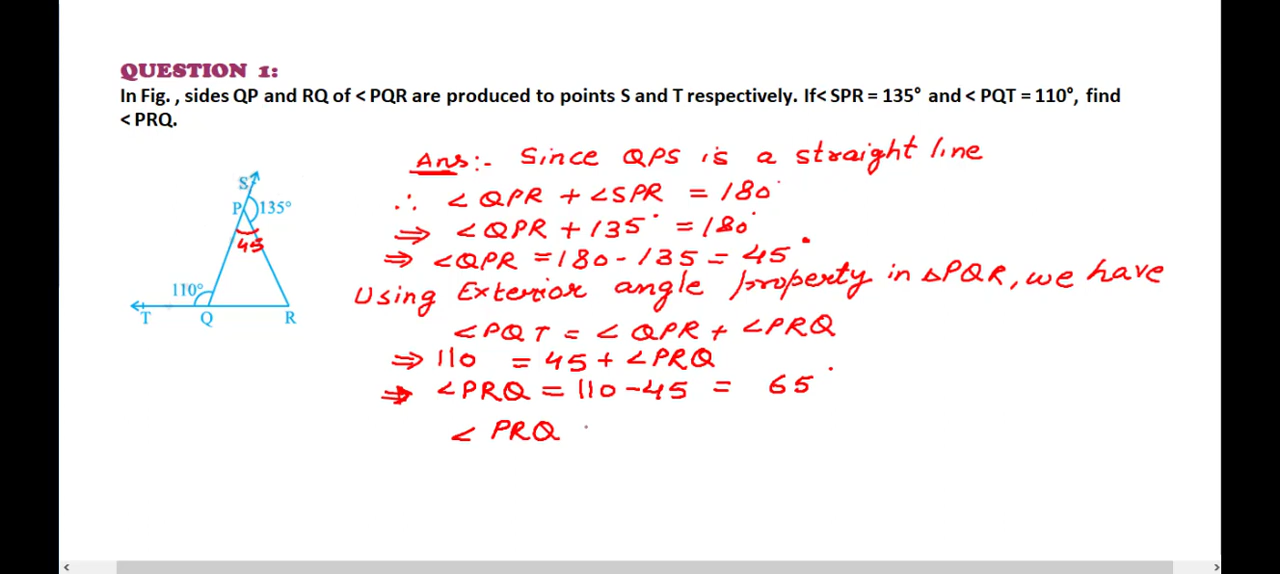 QUESTION 1:
In Fig. , sides QP and RQ of < PQR are produced to points S and T respectively. If< SPR = 135° and < PQT = 110°, find
< PRQ.
Ans:- Since QPS is a straight line
∴ ∠QPR + ∠SPR = 180°
⇒ ∠QPR + 135° = 180°
⇒ ∠QPR = 180 - 135 = 45°
Using Exterior angle property in ΔPQR, we have
∠PQT = ∠QPR + ∠PRQ
⇒ 110 = 45 + ∠PRQ
⇒ ∠PRQ = 110 - 45 = 65°
∠PRQ
S
P 135°
45
110°
T Q R